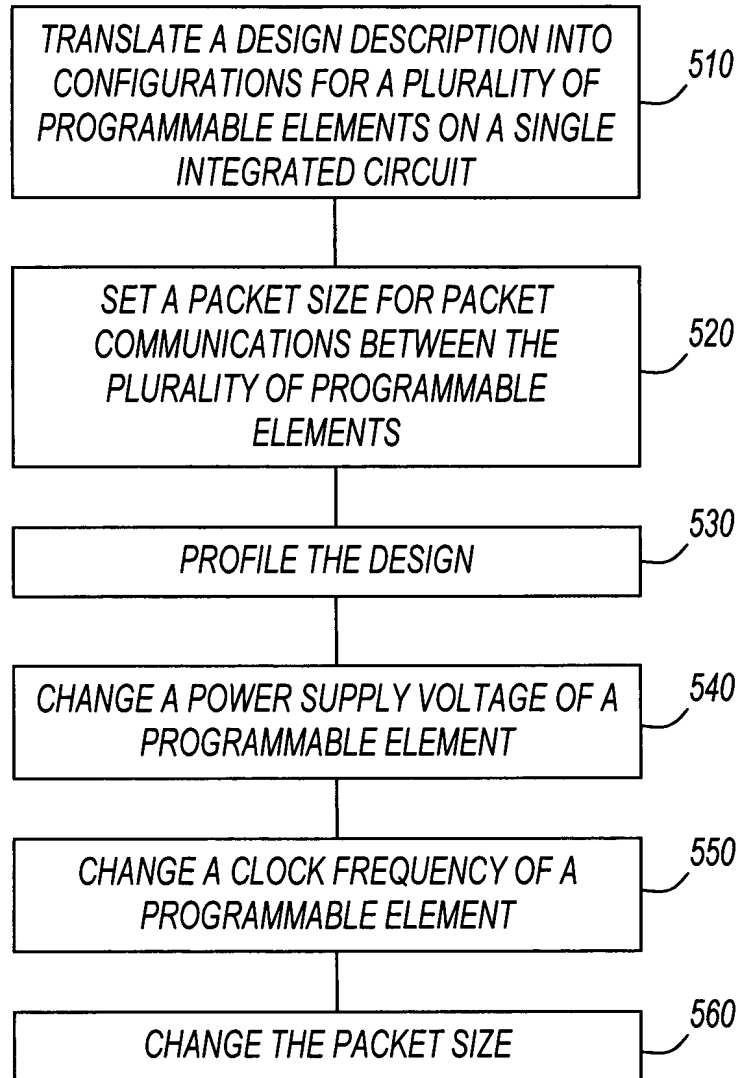 TRANSLATE A DESIGN DESCRIPTION INTO
CONFIGURATIONS FOR A PLURALITY OF
PROGRAMMABLE ELEMENTS ON A SINGLE
INTEGRATED CIRCUIT
510
SET A PACKET SIZE FOR PACKET
COMMUNICATIONS BETWEEN THE
PLURALITY OF PROGRAMMABLE
ELEMENTS
520
PROFILE THE DESIGN
530
CHANGE A POWER SUPPLY VOLTAGE OF A
PROGRAMMABLE ELEMENT
540
CHANGE A CLOCK FREQUENCY OF A
PROGRAMMABLE ELEMENT
550
CHANGE THE PACKET SIZE
560